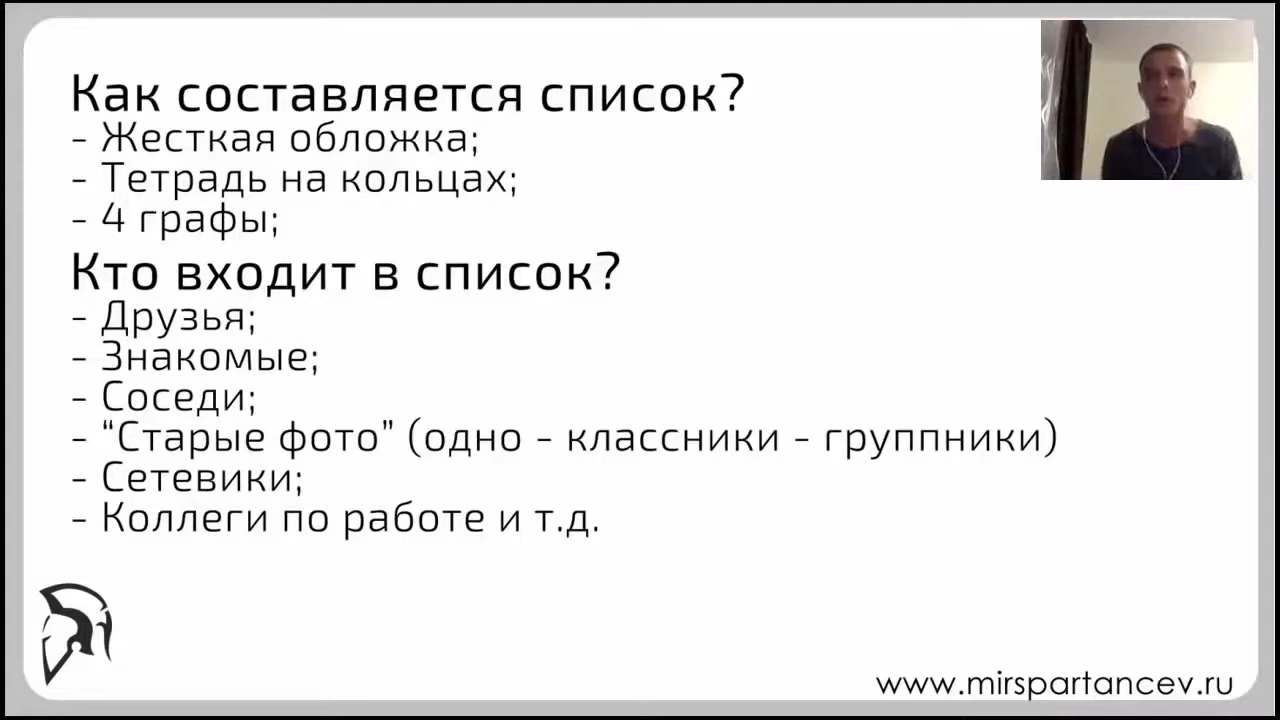 Как составляется список?
- Жесткая обложка;
- Тетрадь на кольцах;
- 4 графы;
Кто входит в список?
- Друзья;
- Знакомые;
- Соседи;
- “Старые фото” (одно - классники - группники)
- Сетевики;
- Коллеги по работе и т.д.
www.mirspartancev.ru